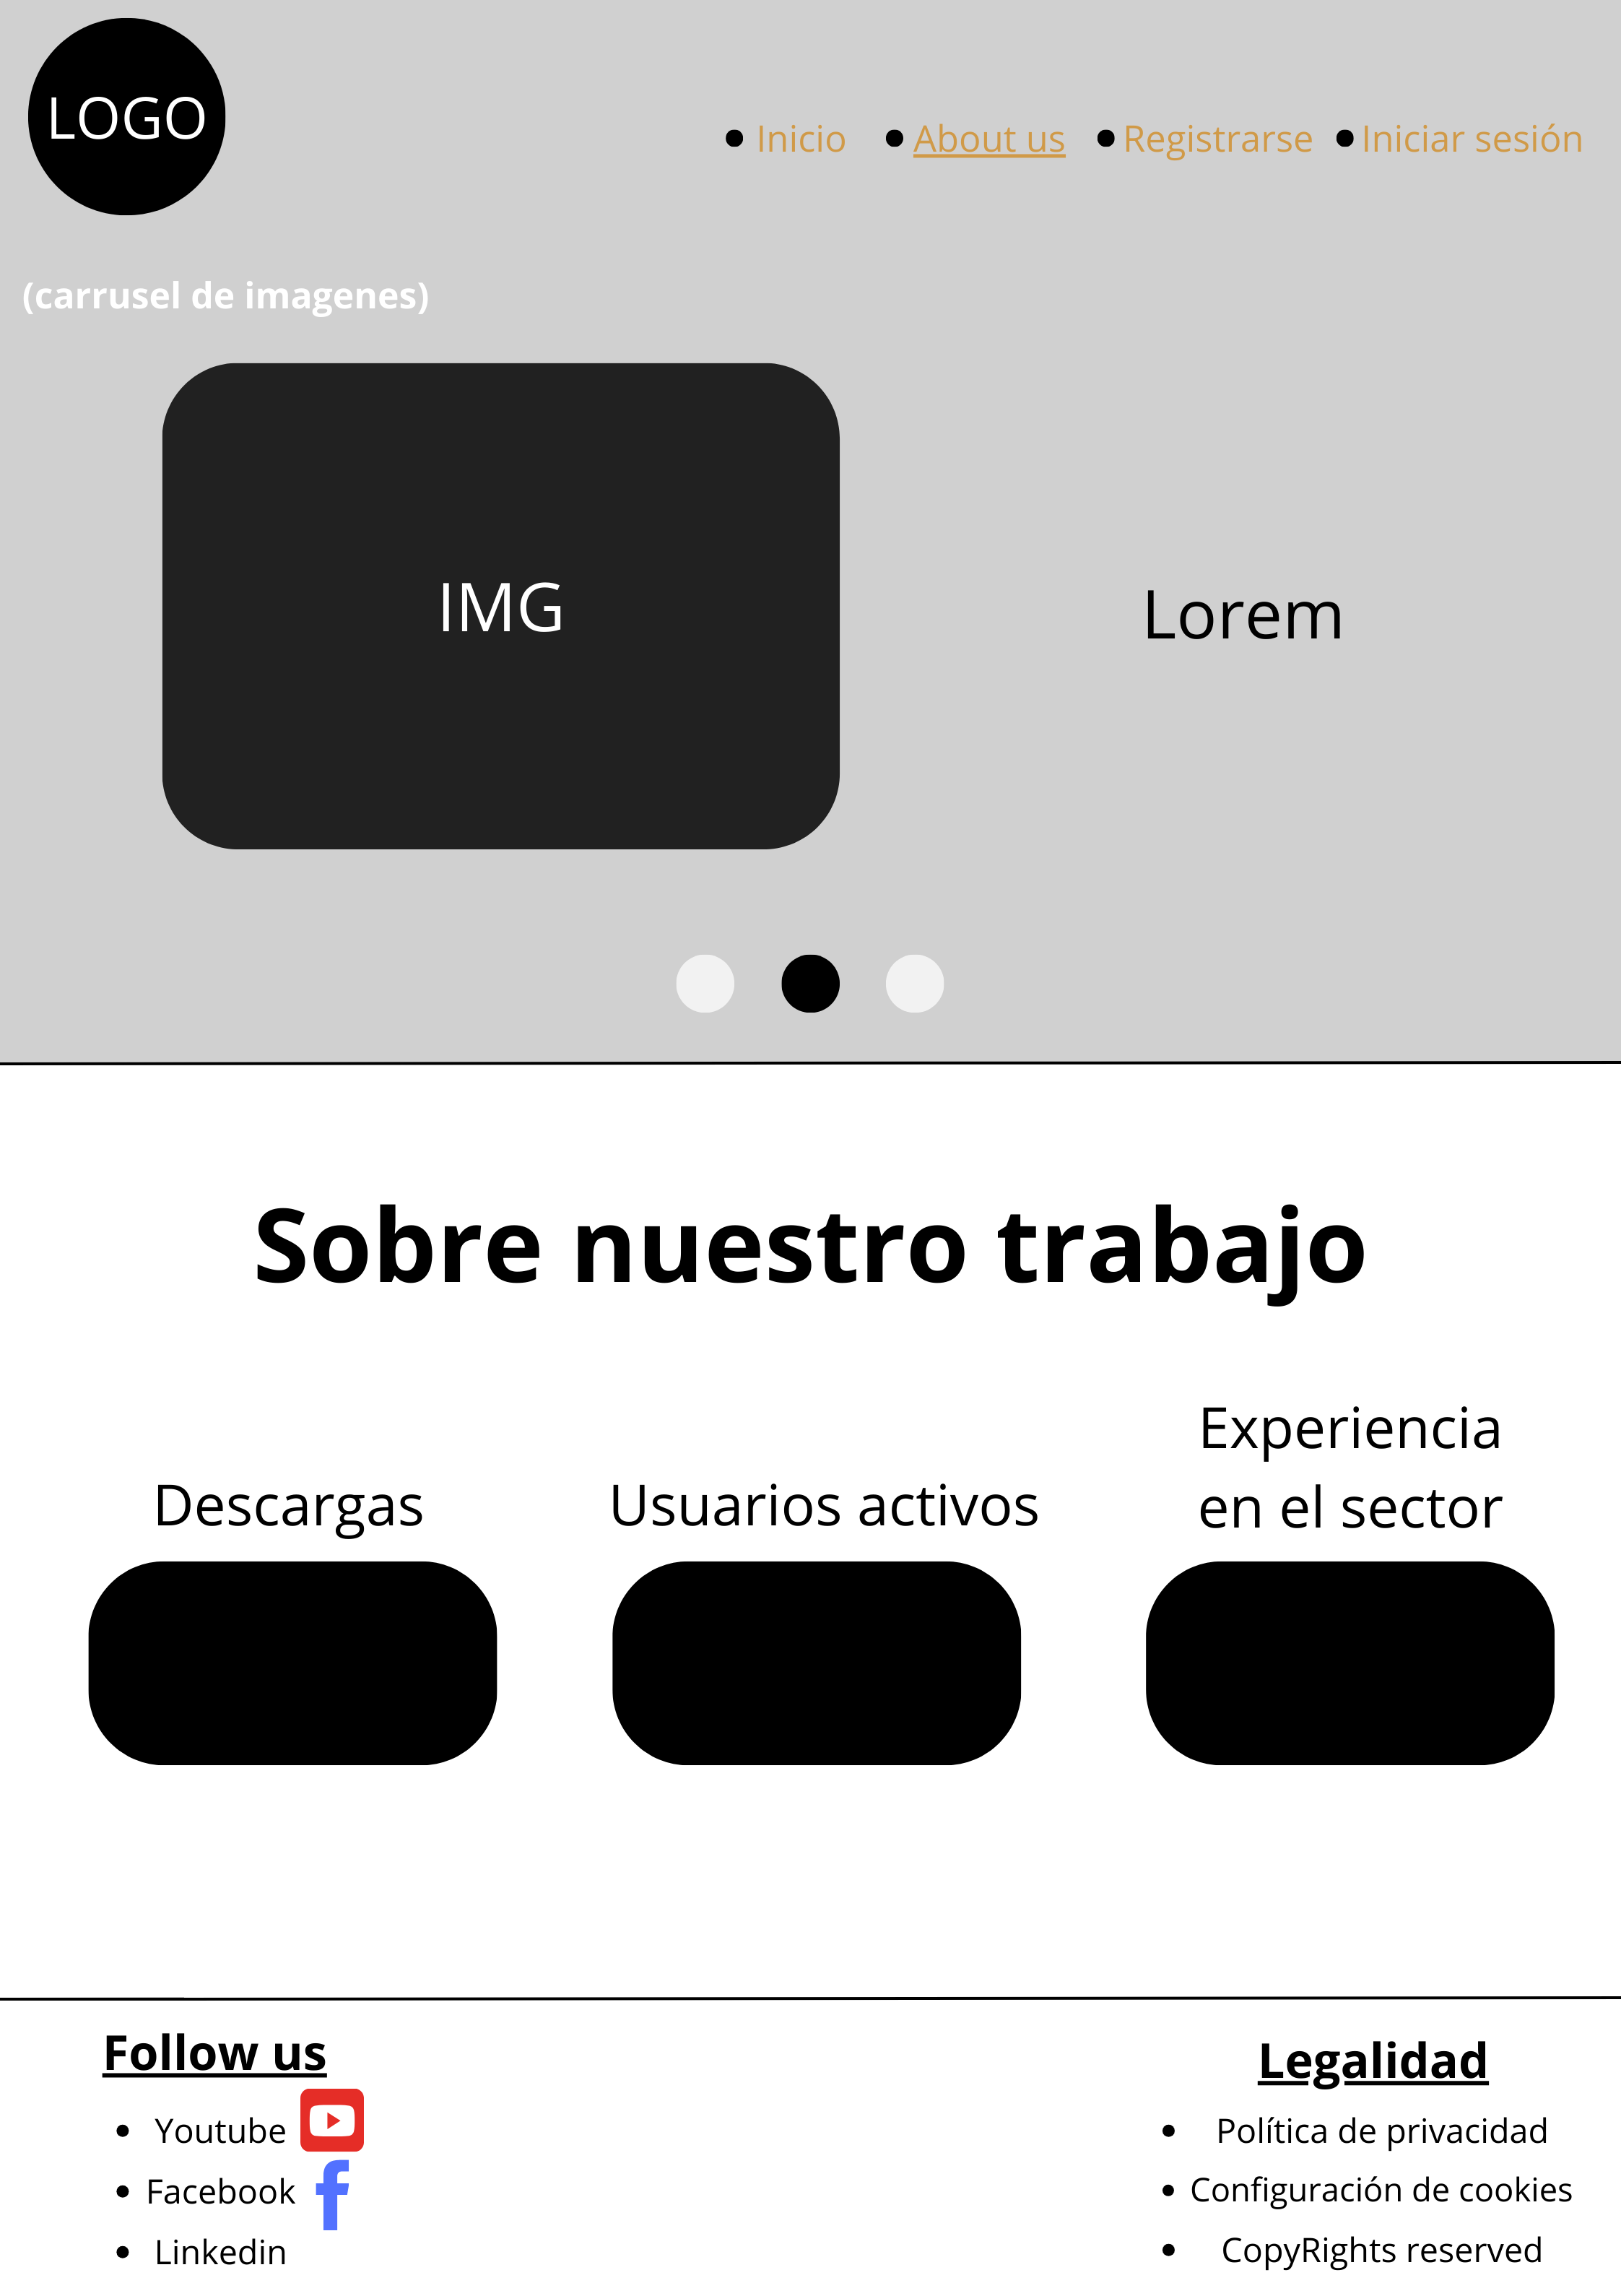 LOGO
• Inicio • About us • Registrarse • Iniciar sesión
(carrusel de imagenes)
IMG
Lorem
Sobre nuestro trabajo
Descargas
Usuarios activos
Experiencia
en el sector
Follow us
• Youtube
• Facebook
• Linkedin
Legalidad
• Política de privacidad
• Configuración de cookies
• CopyRights reserved